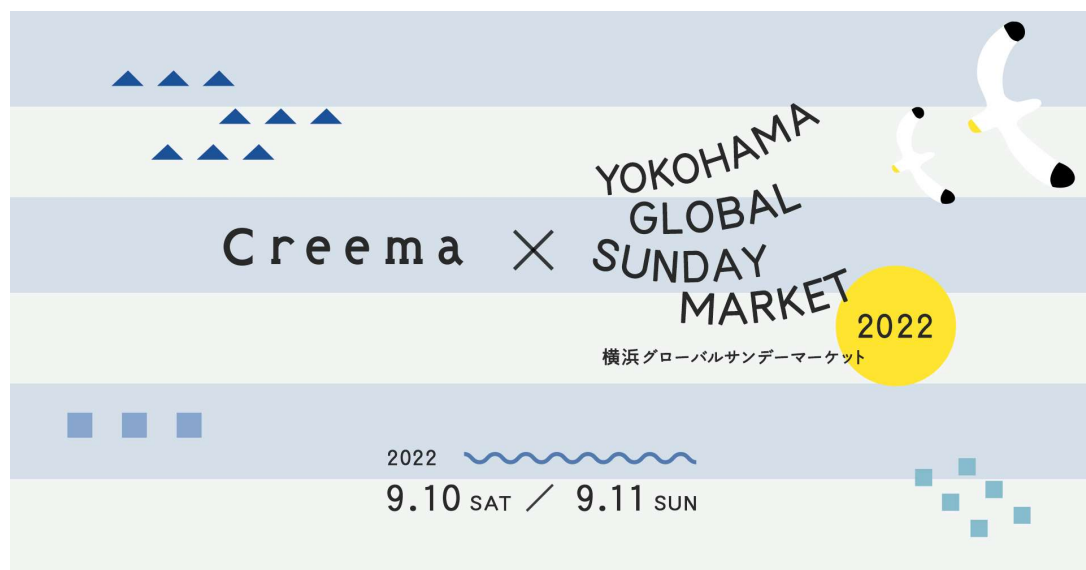 Creema ×
YOKOHAMA
GLOBAL
SUNDAY
MARKET
2022
横浜グローバルサンデーマーケット
2022
9.10 SAT / 9.11 SUN